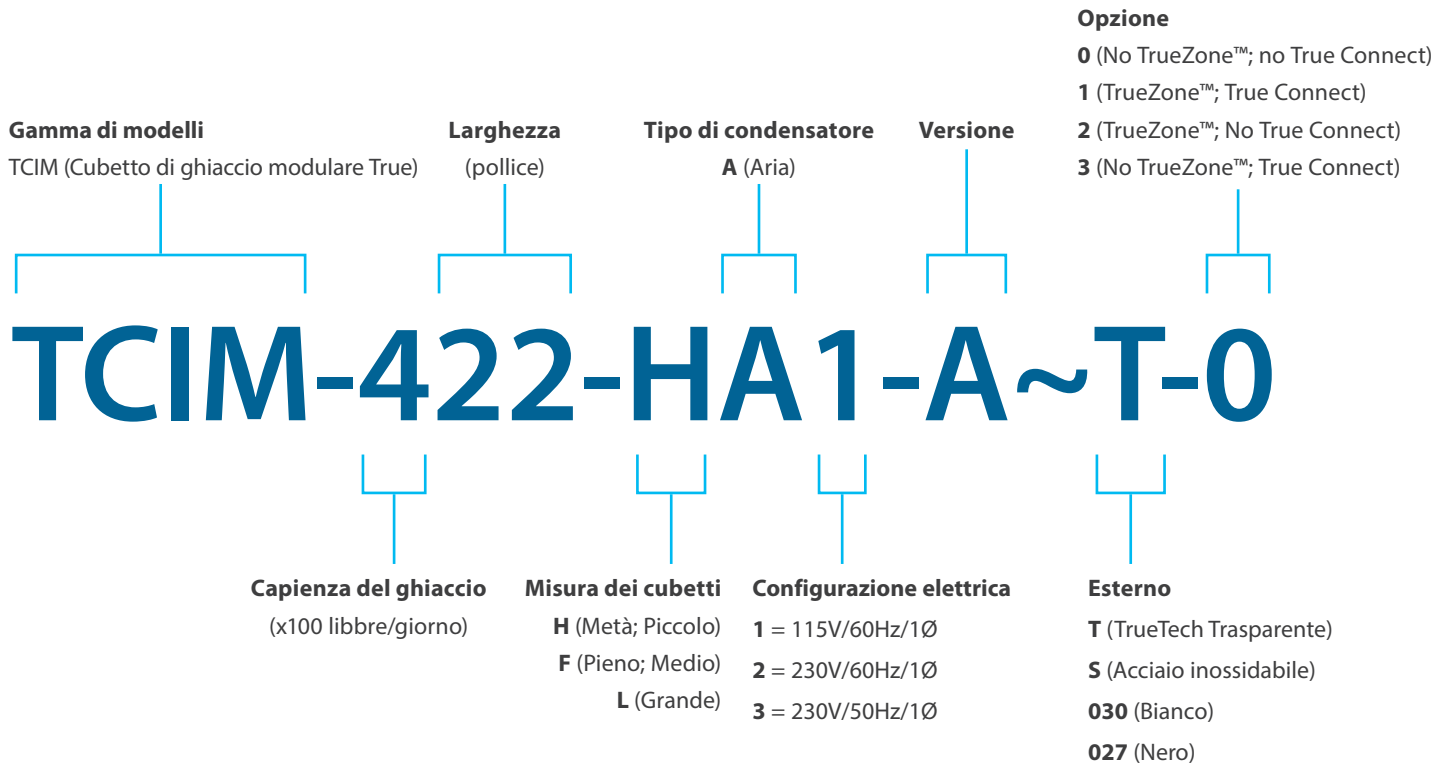 Opzione
0 (No TrueZone™; no True Connect)
1 (TrueZone™; True Connect)
2 (TrueZone™; No True Connect)
3 (No TrueZone™; True Connect)
Gamma di modelli
TCIM (Cubetto di ghiaccio modulare True)
Larghezza
(pollice)
Tipo di condensatore
A (Aria)
Versione
TCIM-422-HA1-A~T-0
Capienza del ghiaccio
(x100 libbre/giorno)
Misura dei cubetti
H (Metà; Piccolo)
F (Pieno; Medio)
L (Grande)
Configurazione elettrica
1 = 115V/60Hz/1Ø
2 = 230V/60Hz/1Ø
3 = 230V/50Hz/1Ø
Esterno
T (TrueTech Trasparente)
S (Acciaio inossidabile)
030 (Bianco)
027 (Nero)